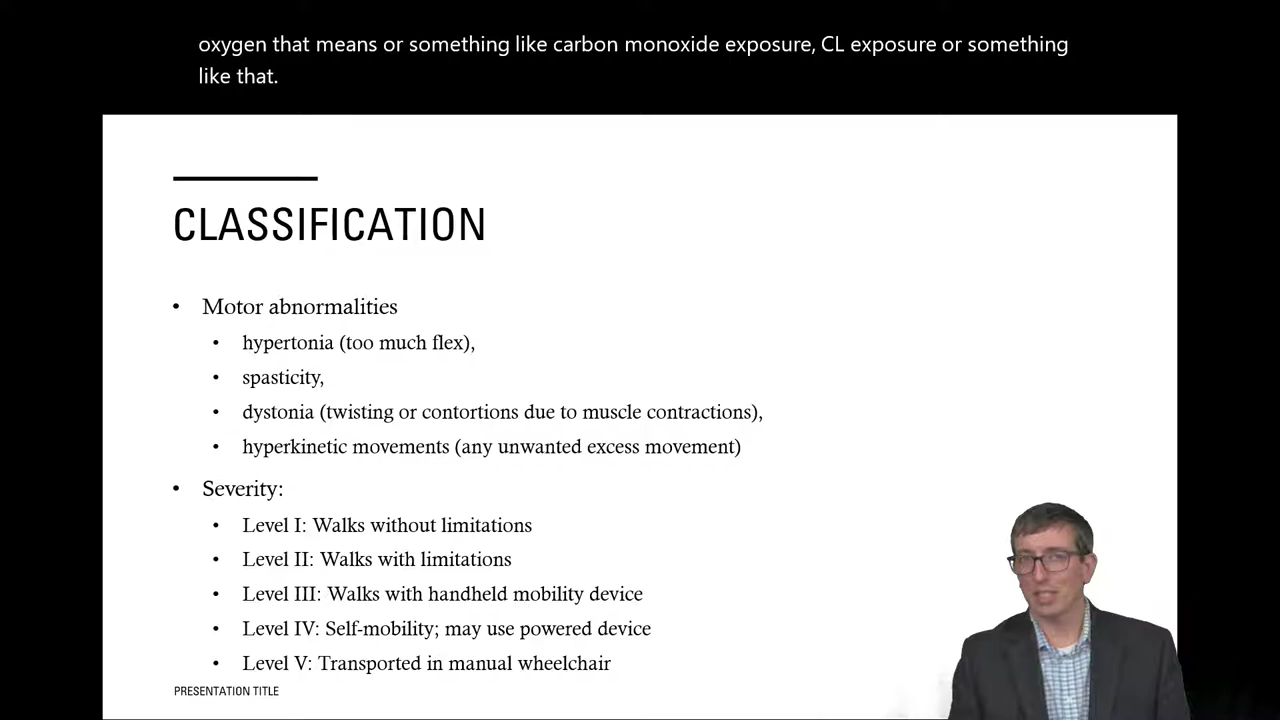 oxygen that means or something like carbon monoxide exposure, CL exposure or something
like that.
CLASSIFICATION
• Motor abnormalities
• hypertonia (too much flex),
• spasticity,
• dystonia (twisting or contortions due to muscle contractions),
• hyperkinetic movements (any unwanted excess movement)
• Severity:
• Level I: Walks without limitations
• Level II: Walks with limitations
• Level III: Walks with handheld mobility device
• Level IV: Self-mobility; may use powered device
• Level V: Transported in manual wheelchair
PRESENTATION TITLE